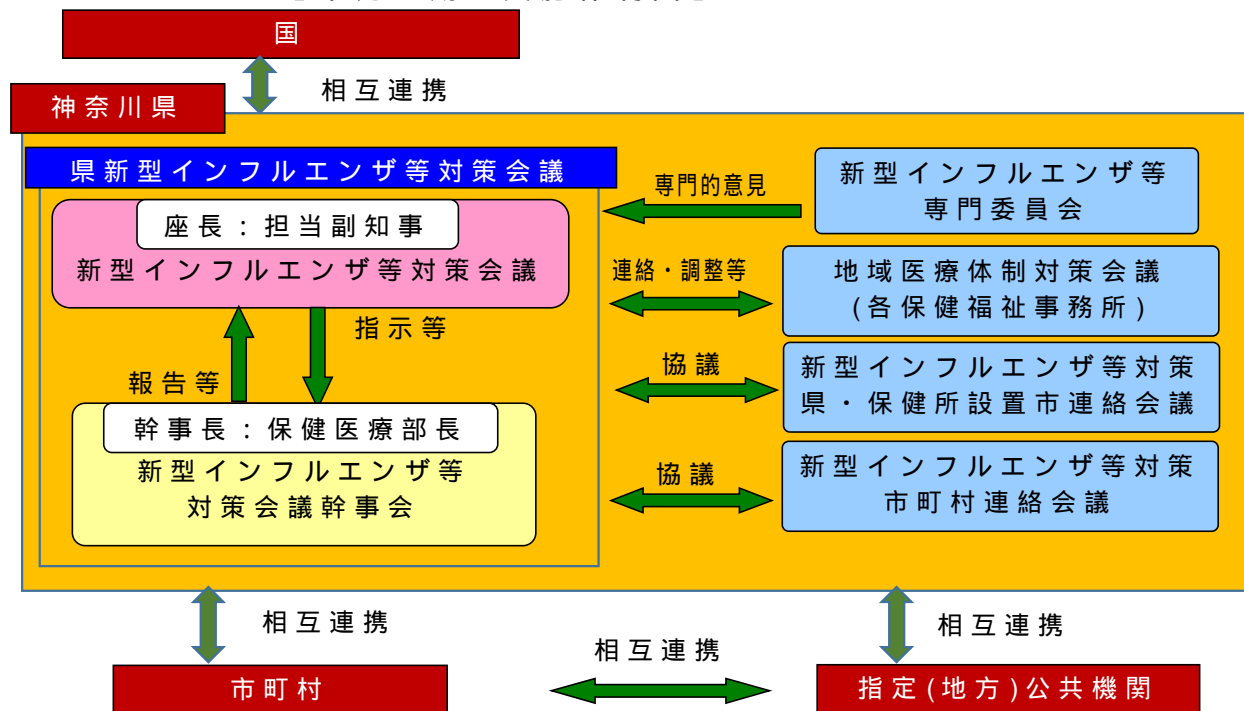 国
相互連携
神奈川県
県新型インフルエンザ等対策会議
座長：担当副知事
新型インフルエンザ等対策会議
指示等
報告等
幹事長：保健医療部長
新型インフルエンザ等
対策会議幹事会
専門的意見
新型インフルエンザ等
専門委員会
連絡・調整等
地域医療体制対策会議
(各保健福祉事務所)
協議
新型インフルエンザ等対策
県・保健所設置市連絡会議
協議
新型インフルエンザ等対策
市町村連絡会議
相互連携
相互連携
相互連携
市町村
指定(地方)公共機関